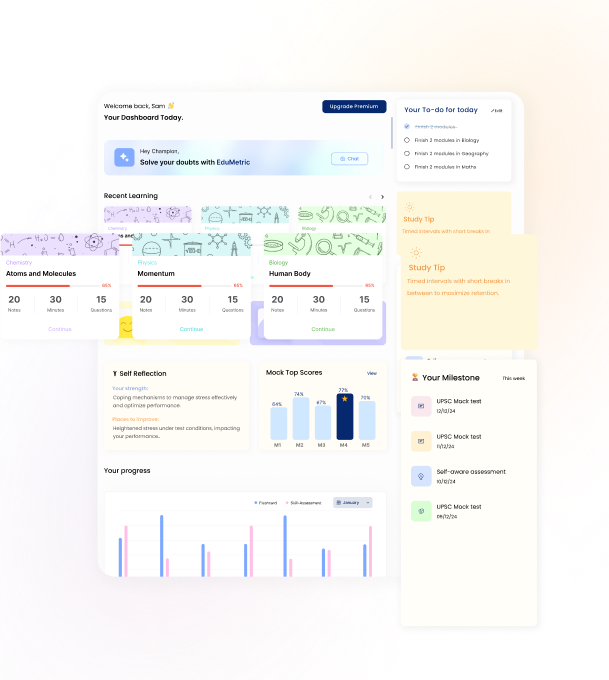 Welcome back, Sam 👋
Your Dashboard Today.
Upgrade Premium
Hey Champion,
Solve your doubts with EduMetric
Chat
Recent Learning
Chemistry
Physics
Biology
Chemistry
Atoms and Molecules
65%
20
30
15
Notes
Minutes
Questions
Continue
Physics
Momentum
65%
20
30
15
Notes
Minutes
Questions
Continue
Biology
Human Body
65%
20
30
15
Notes
Minutes
Questions
Continue
Self Reflection
Your strength:
Coping mechanisms to manage stress effectively
and optimize performance.
Places to improve:
Heightened stress under test conditions, impacting
your performance.
Mock Top Scores
View
64%
74%
67%
77%
70%
M1
M2
M3
M4
M5
Your progress
Flashcard
Skill-Assessment
January
Your To-do for today
Edit
Finish 2 modules
Finish 2 modules in Biology
Finish 2 modules in Geography
Finish 2 modules in Maths
Study Tip
Timed intervals with short breaks in
Study Tip
Timed intervals with short breaks in
between to maximize retention.
Your Milestone
This week
UPSC Mock test
12/12/24
UPSC Mock test
11/12/24
Self-aware assessment
10/12/24
UPSC Mock test
09/12/24